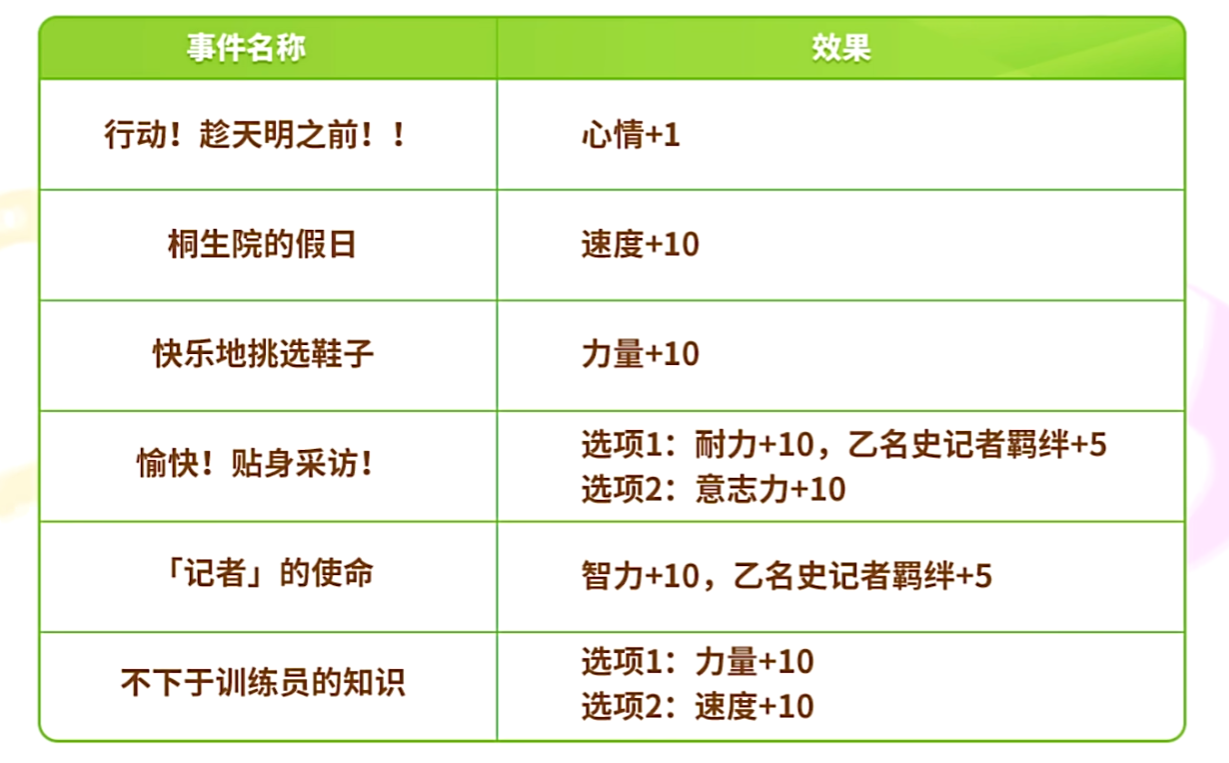 事件名称
效果
行动！趁天明之前！！
心情+1
桐生院的假日
速度+10
快乐地挑选鞋子
力量+10
愉快！贴身采访！
选项1：耐力+10，乙名史记者羁绊+5
选项2：意志力+10
「记者」的使命
智力+10，乙名史记者羁绊+5
不下于训练员的知识
选项1：力量+10
选项2：速度+10